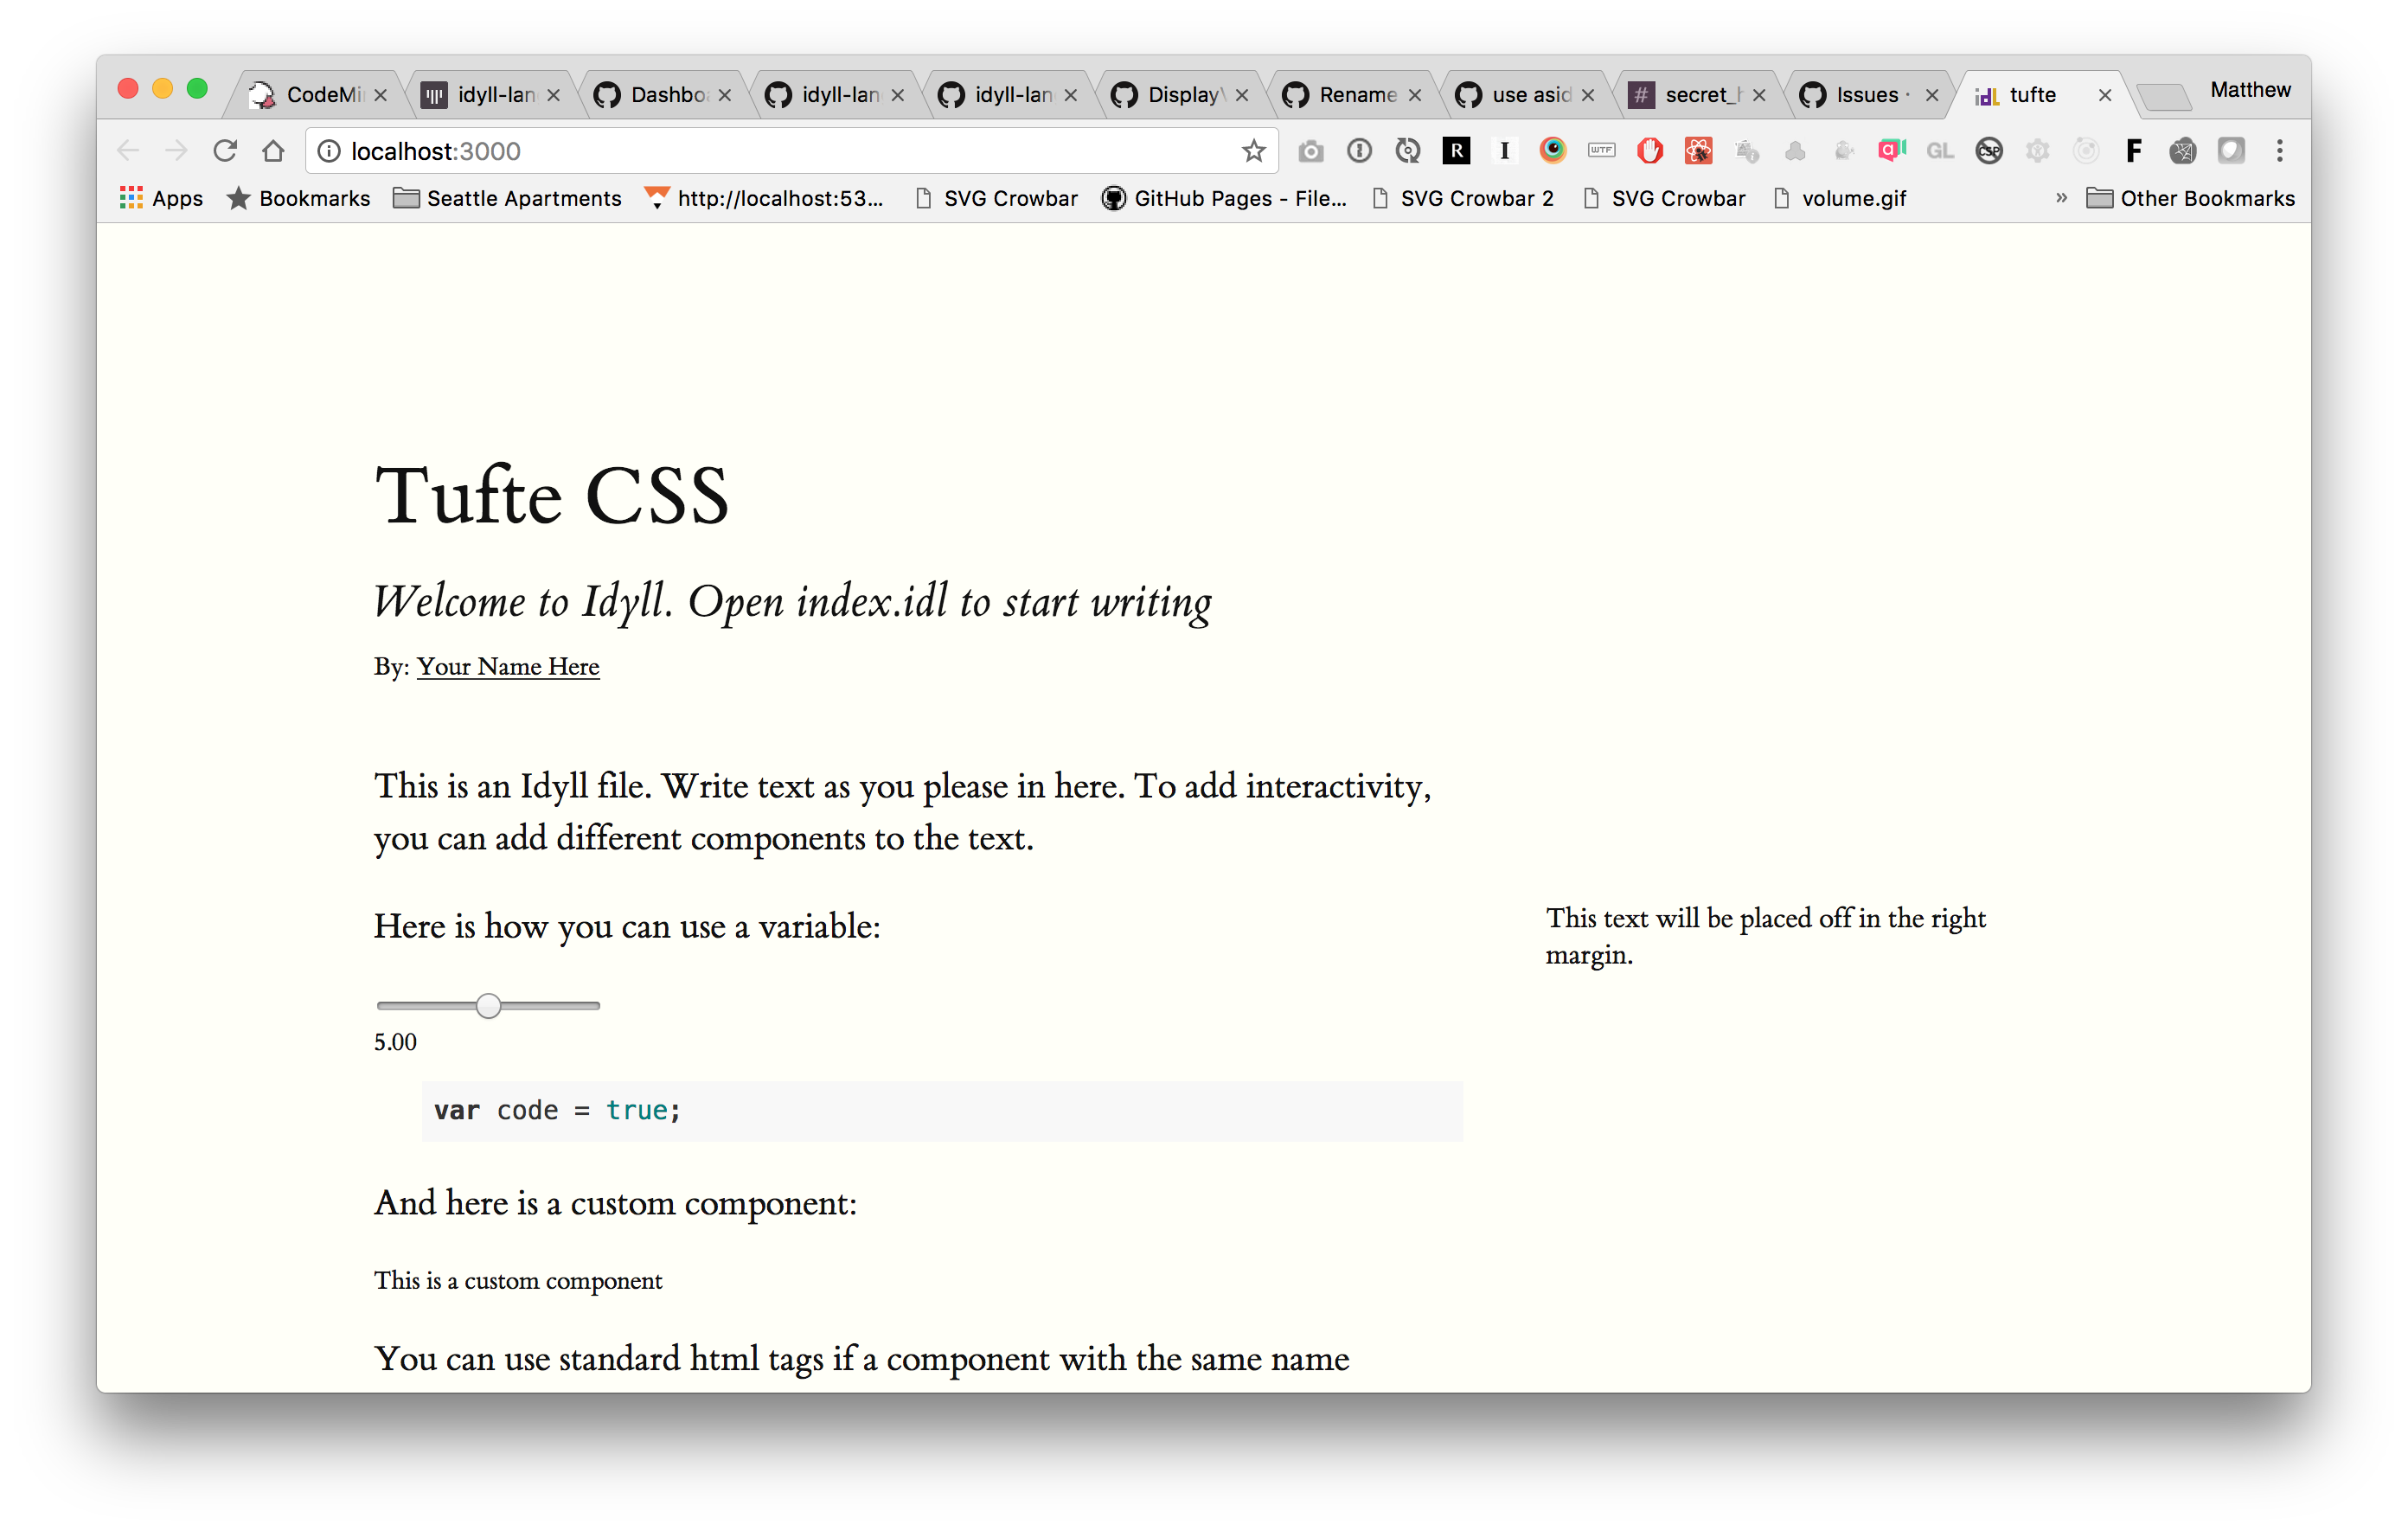 CodeMi
idyll-lan
Dashbo
idyll-lan
idyll-lan
Display
Rename
use asid
# secret_h
Issues ·
idL tufte
Matthew
localhost:3000
R
I
WTF
a
GL
CSP
F
Apps
Bookmarks
Seattle Apartments
http://localhost:53...
SVG Crowbar
GitHub Pages - File...
SVG Crowbar 2
SVG Crowbar
volume.gif
»
Other Bookmarks
Tufte CSS
Welcome to Idyll. Open index.idl to start writing
By: Your Name Here
This is an Idyll file. Write text as you please in here. To add interactivity,
you can add different components to the text.
Here is how you can use a variable:
This text will be placed off in the right
margin.
5.00
var code = true;
And here is a custom component:
This is a custom component
You can use standard html tags if a component with the same name